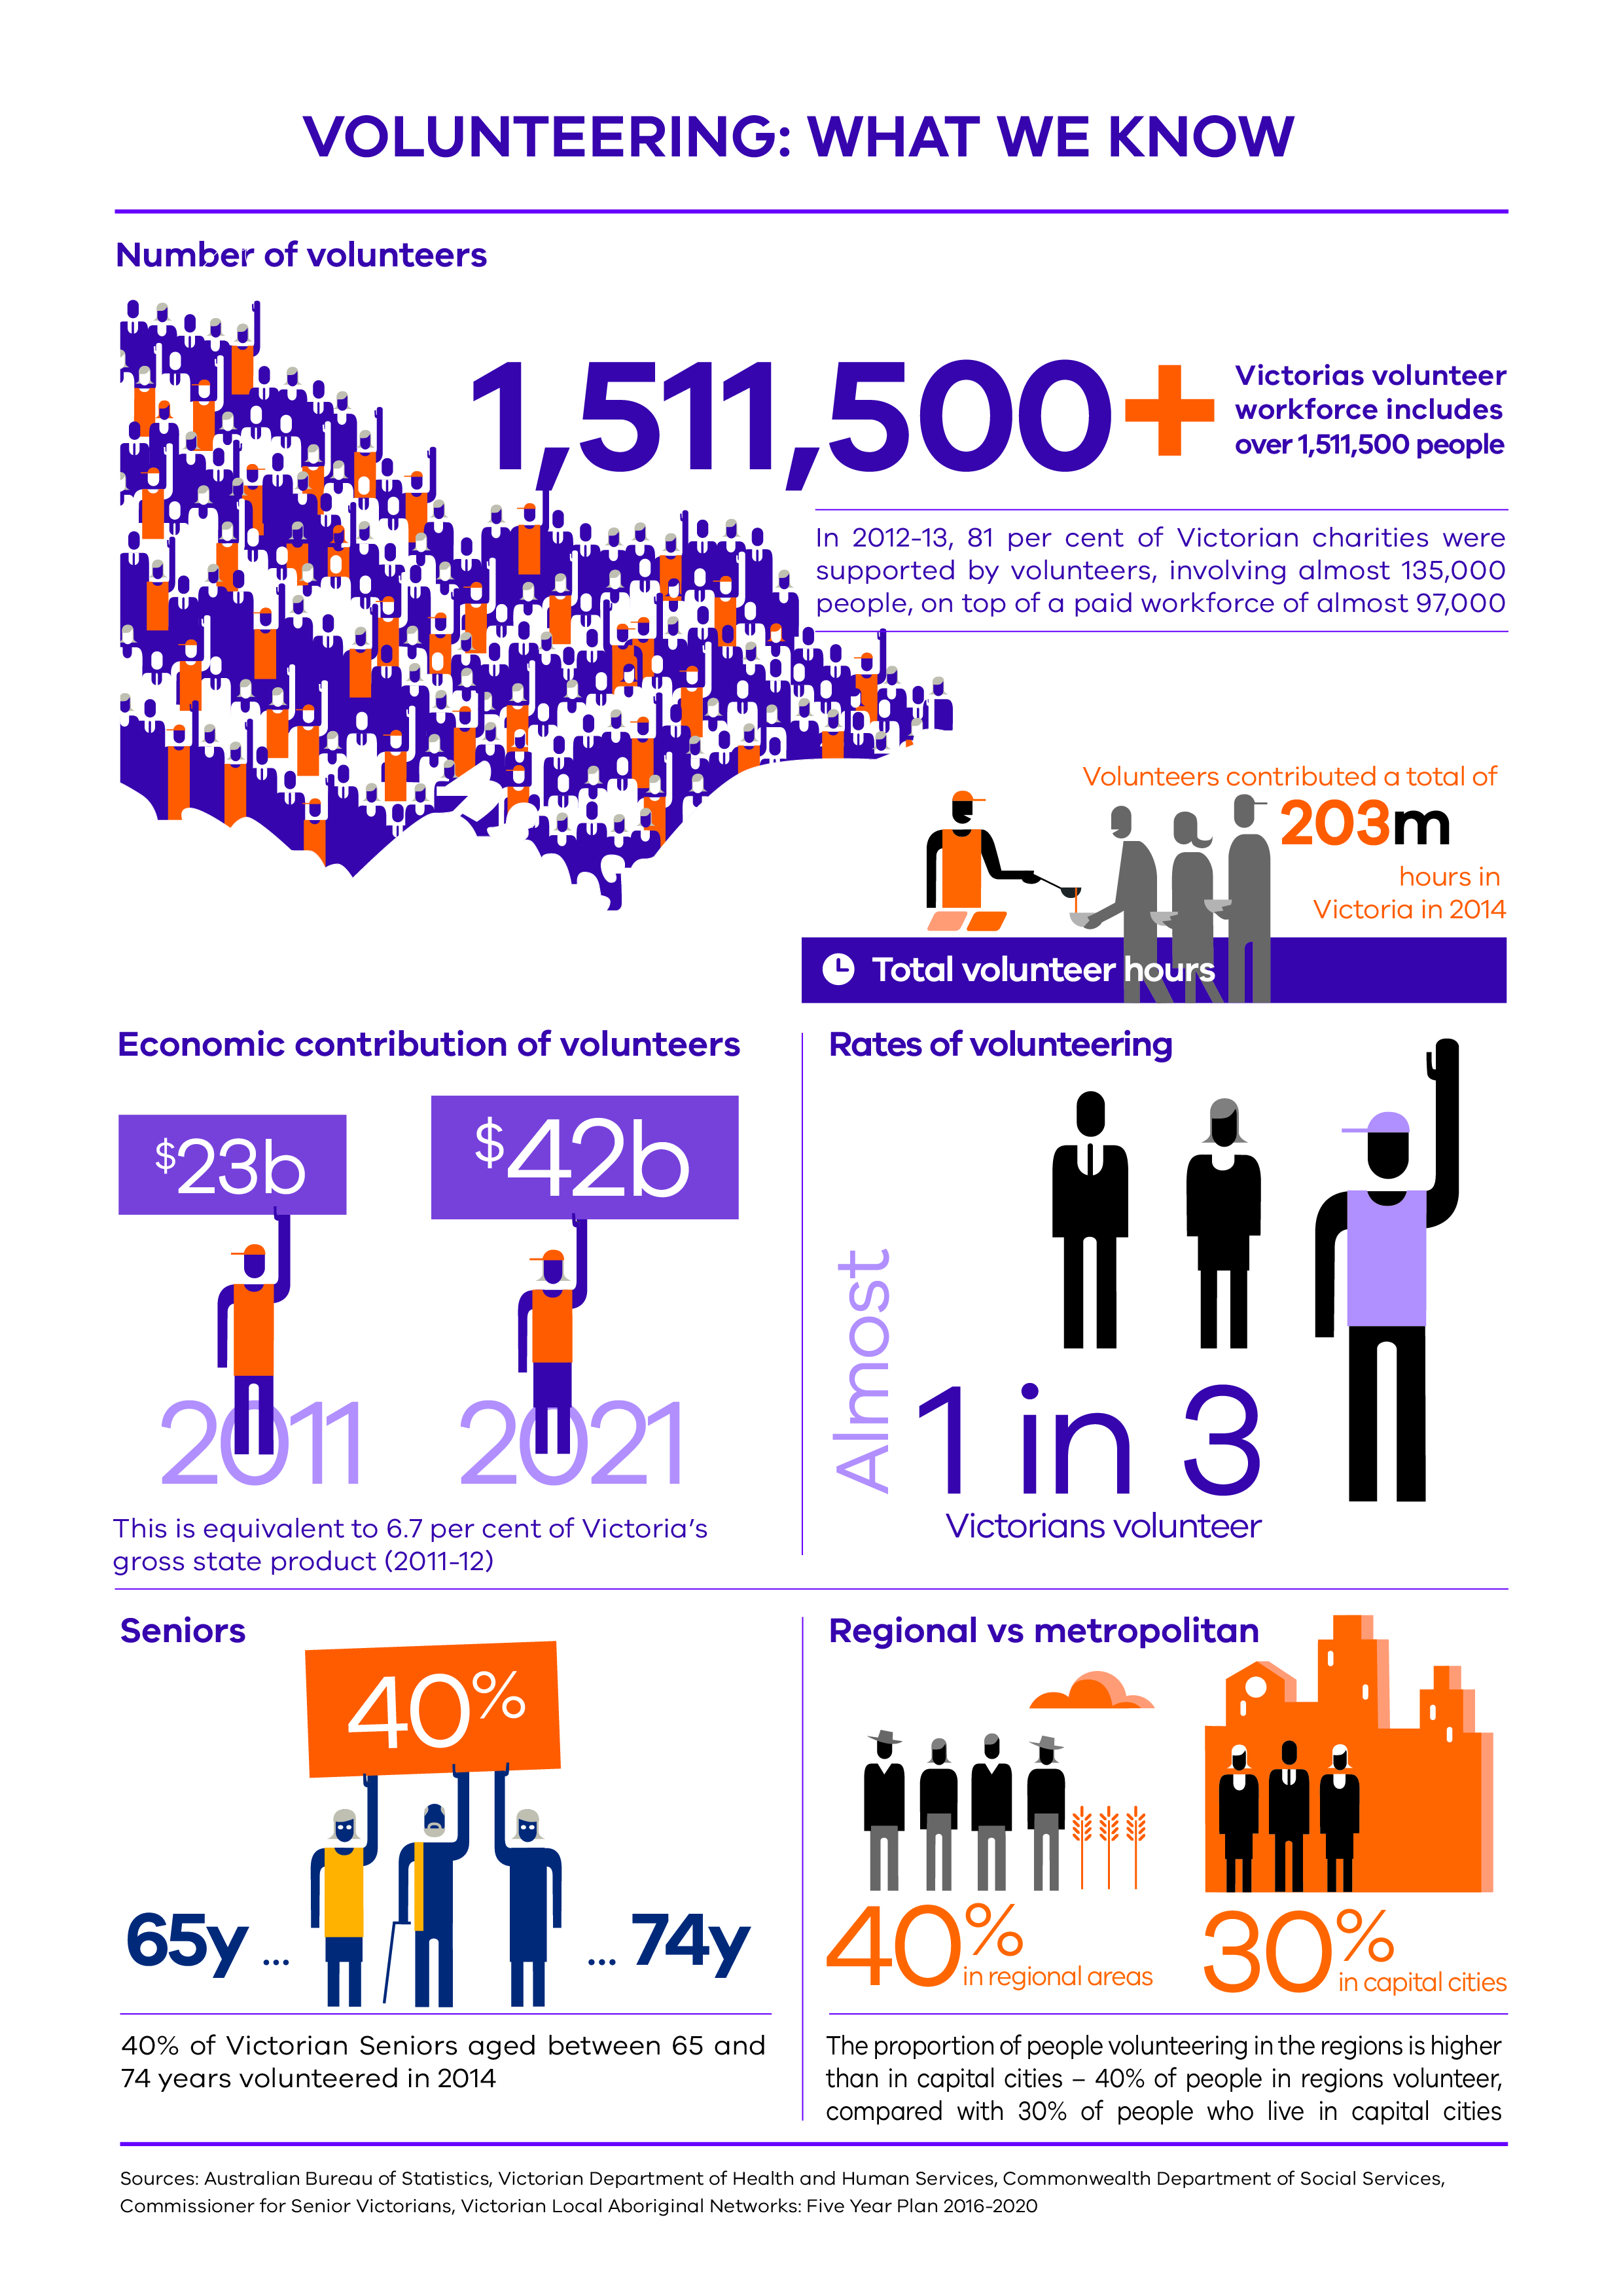 VOLUNTEERING: WHAT WE KNOW
Number of volunteers
1,511,500+
Victorias volunteer
workforce includes
over 1,511,500 people
In 2012-13, 81 per cent of Victorian charities were
supported by volunteers, involving almost 135,000
people, on top of a paid workforce of almost 97,000
Volunteers contributed a total of
203m
hours in
Victoria in 2014
Total volunteer hours
Economic contribution of volunteers
$23b
$42b
2011
2021
This is equivalent to 6.7 per cent of Victoria’s
gross state product (2011-12)
Rates of volunteering
Almost
1 in 3
Victorians volunteer
Seniors
40%
65y ...
... 74y
40% of Victorian Seniors aged between 65 and
74 years volunteered in 2014
Regional vs metropolitan
40% in regional areas
30% in capital cities
The proportion of people volunteering in the regions is higher
than in capital cities – 40% of people in regions volunteer,
compared with 30% of people who live in capital cities
Sources: Australian Bureau of Statistics, Victorian Department of Health and Human Services, Commonwealth Department of Social Services,
Commissioner for Senior Victorians, Victorian Local Aboriginal Networks: Five Year Plan 2016-2020